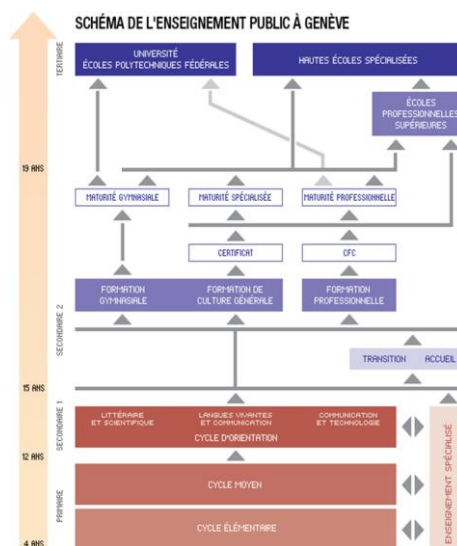 SCHÉMA DE L'ENSEIGNEMENT PUBLIC À GENÈVE
TERTIAIRE
UNIVERSITÉ
ÉCOLES POLYTECHNIQUES FÉDÉRALES
HAUTES ÉCOLES SPÉCIALISÉES
ÉCOLES
PROFESSIONNELLES
SUPÉRIEURES
19 ANS
MATURITÉ GYMNASIALE
MATURITÉ SPÉCIALISÉE
MATURITÉ PROFESSIONNELLE
CERTIFICAT
CFC
SECONDAIRE 2
FORMATION
GYMNASIALE
FORMATION DE
CULTURE GÉNÉRALE
FORMATION
PROFESSIONNELLE
TRANSITION
ACCUEIL
15 ANS
SECONDAIRE 1
LITTÉRAIRE
ET SCIENTIFIQUE
LANGUES VIVANTES
ET COMMUNICATION
COMMUNICATION
ET TECHNOLOGIE
CYCLE D'ORIENTATION
12 ANS
ENSEIGNEMENT SPÉCIALISÉ
PRIMAIRE
CYCLE MOYEN
CYCLE ÉLÉMENTAIRE
4 ANS